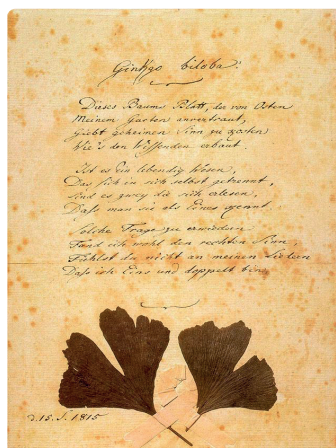 Ginkgo biloba.
Dieses Baums Blatt, der von Osten
Meinem Garten anvertraut,
Giebt geheimen Sinn zu kosten
Wie's den Wissenden erbaut.
Ist es Ein lebendig Wesen,
Das sich in sich selbst getrennt,
Sind es zwey die sich erlesen,
Dass man sie als Eines kennt.
Solche Frage zu erwiedern
Fand ich wohl den rechten Sinn,
Fühlst du nicht an meinen Liedern
Dass ich Eins und doppelt bin.
d. 15. S. 1815